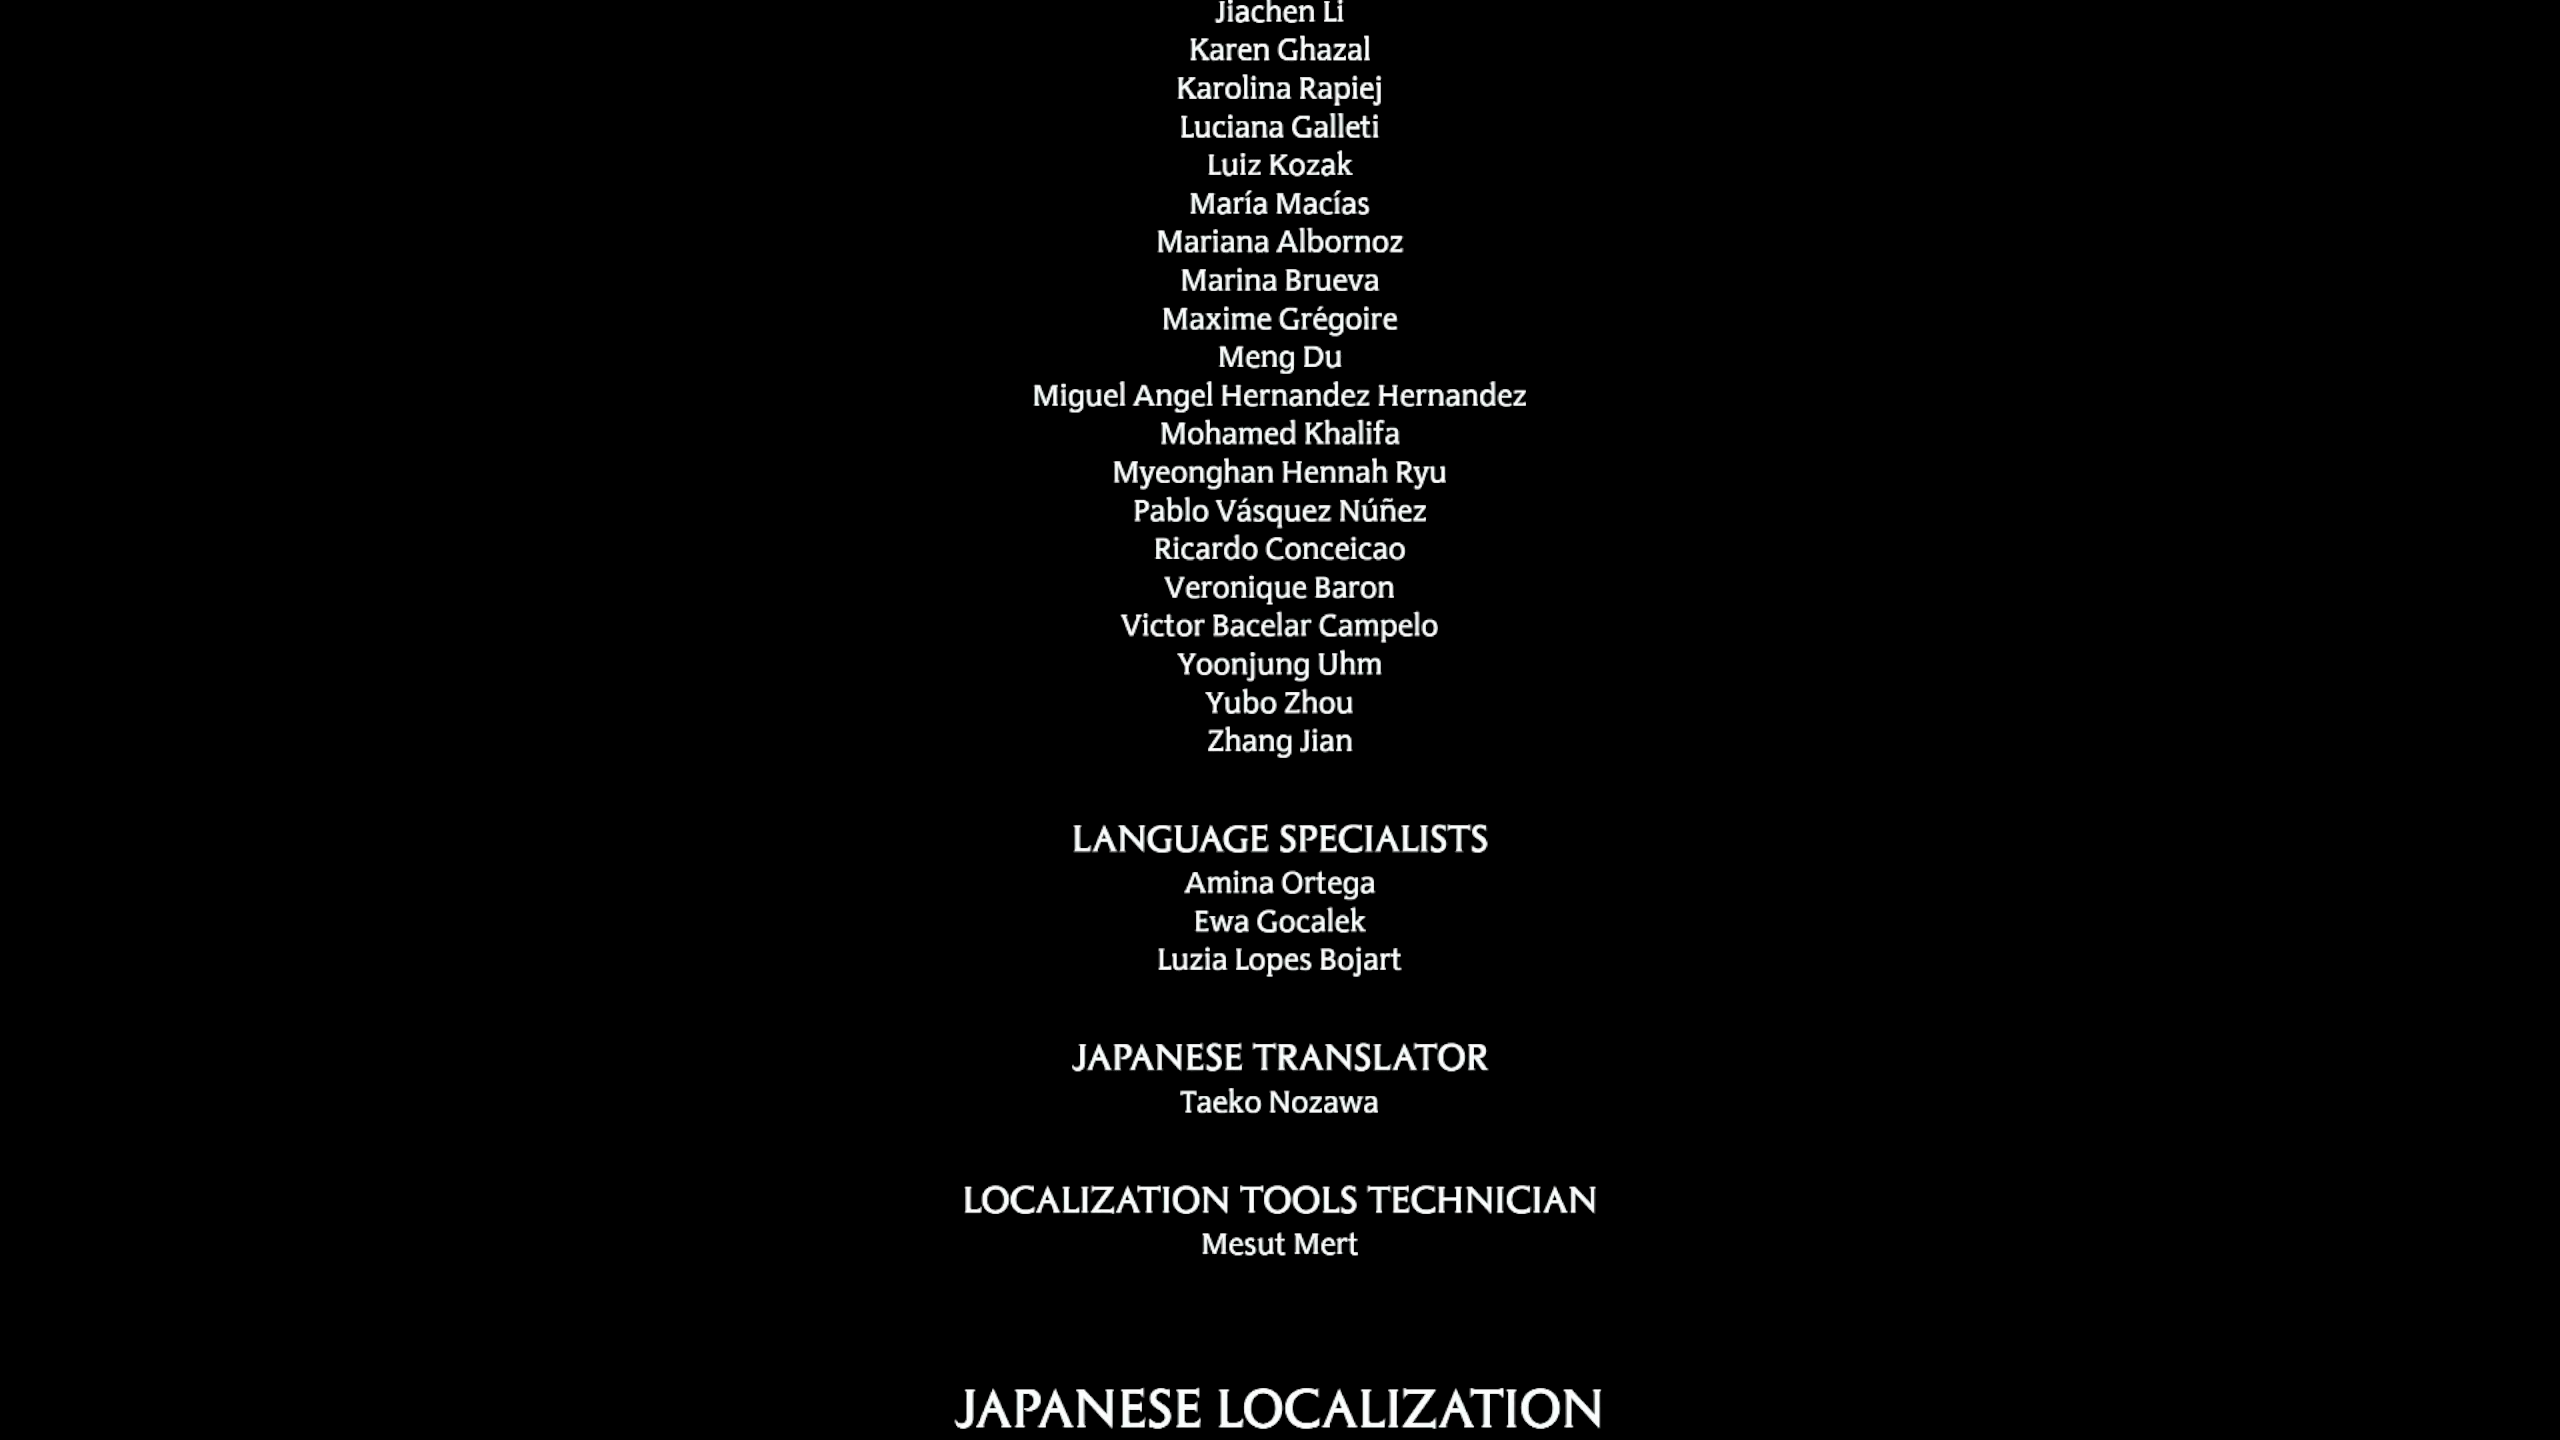 Jiachen Li
Karen Ghazal
Karolina Rapiej
Luciana Galleti
Luiz Kozak
María Macías
Mariana Albornoz
Marina Brueva
Maxime Grégoire
Meng Du
Miguel Angel Hernandez Hernandez
Mohamed Khalifa
Myeonghan Hennah Ryu
Pablo Vásquez Núñez
Ricardo Conceicao
Veronique Baron
Victor Bacelar Campelo
Yoonjung Uhm
Yubo Zhou
Zhang Jian
LANGUAGE SPECIALISTS
Amina Ortega
Ewa Gocalek
Luzia Lopes Bojart
JAPANESE TRANSLATOR
Taeko Nozawa
LOCALIZATION TOOLS TECHNICIAN
Mesut Mert
JAPANESE LOCALIZATION